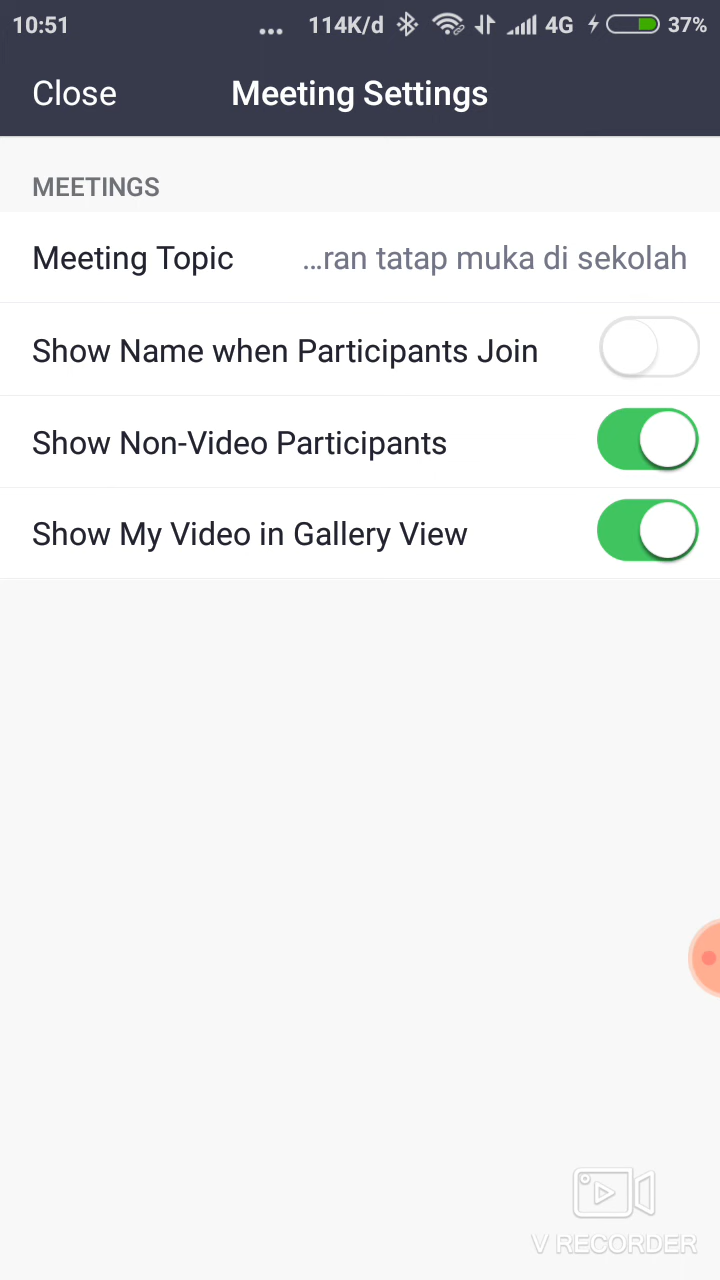 10:51 ... 114K/d 4G 37%
Close Meeting Settings
MEETINGS
Meeting Topic ...ran tatap muka di sekolah
Show Name when Participants Join
Show Non-Video Participants
Show My Video in Gallery View
V RECORDER